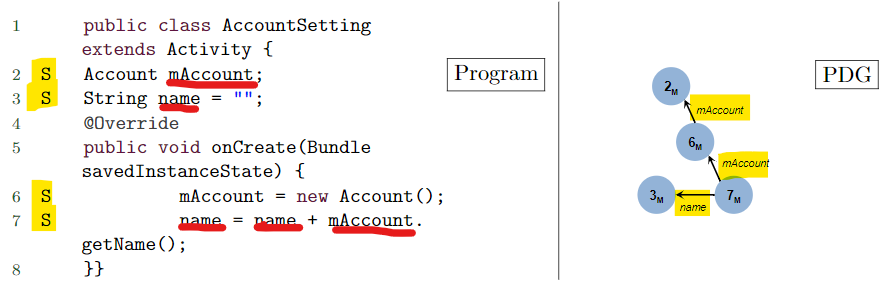 1 public class AccountSetting
extends Activity {
2 S Account mAccount;
3 S String name = "";
4 @Override
5 public void onCreate(Bundle
savedInstanceState) {
6 S mAccount = new Account();
7 S name = name + mAccount.
getName();
8 }}
Program
PDG
2M
mAccount
6M
mAccount
3M
name
7M